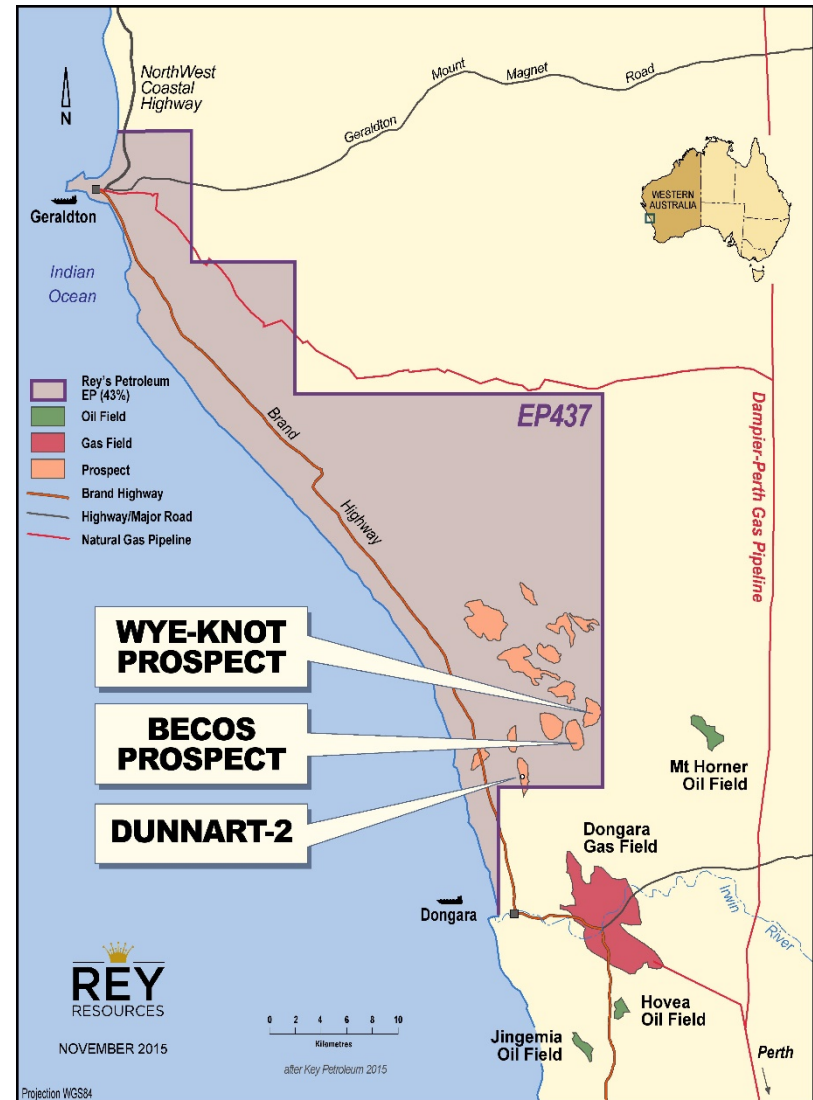 NorthWest
Coastal
Highway
N
Geraldton
Mount
Magnet
Road
Geraldton
Indian
Ocean
WESTERN
AUSTRALIA
Rey's Petroleum
EP (43%)
Oil Field
Gas Field
Prospect
Brand Highway
Highway/Major Road
Natural Gas Pipeline
EP437
Brand
Highway
Dampier-Perth Gas Pipeline
WYE-KNOT
PROSPECT
BECOS
PROSPECT
DUNNART-2
Mt Horner
Oil Field
Dongara
Gas Field
Dongara
Irwin
River
Hovea
Oil Field
Jingemia
Oil Field
Perth
REY
RESOURCES
NOVEMBER 2015
0 2 4 6 8 10
Kilometres
after Key Petroleum 2015
Projection WGS84